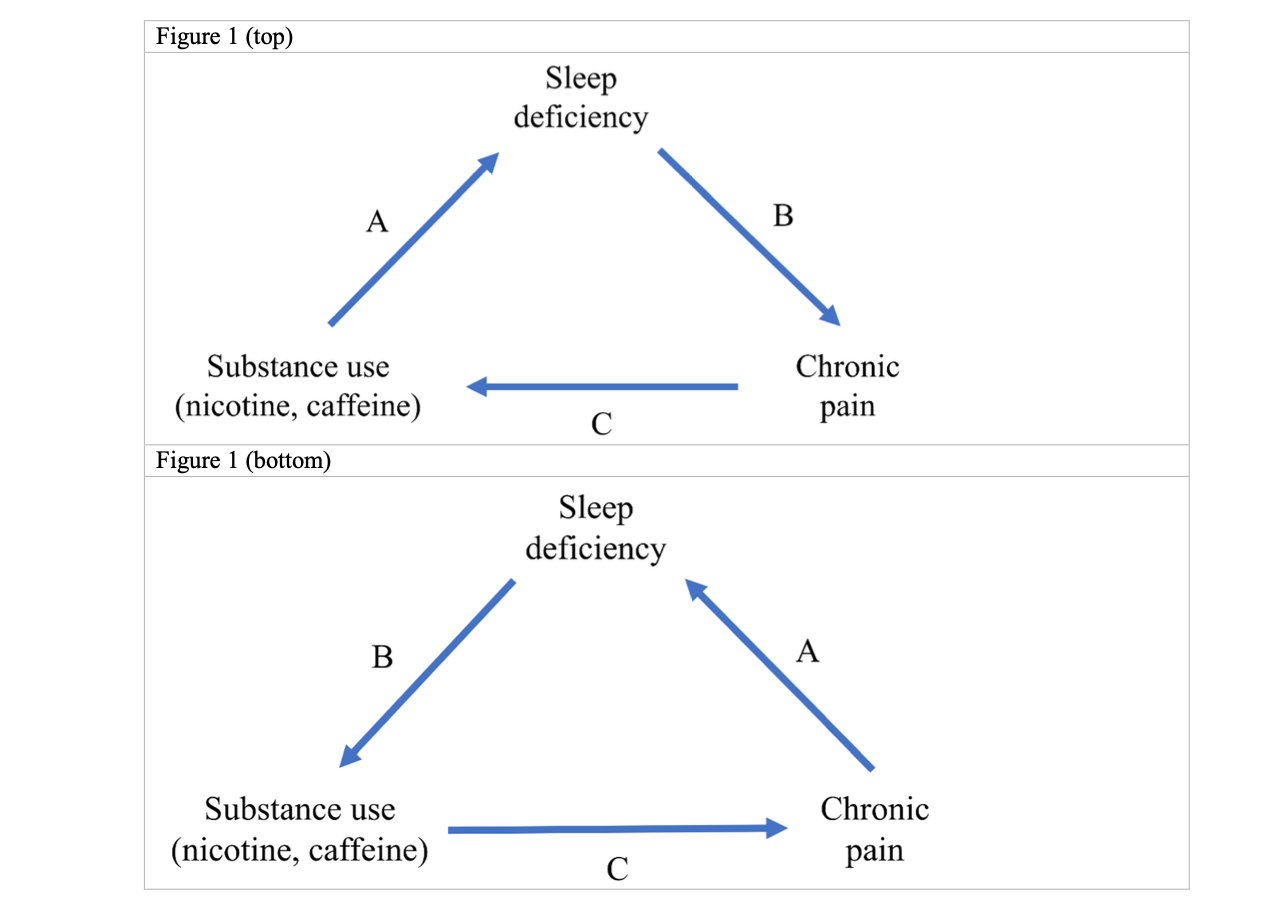 Figure 1 (top)
Sleep
deficiency
A
B
Substance use
(nicotine, caffeine)
Chronic
pain
C
Figure 1 (bottom)
Sleep
deficiency
B
A
Substance use
(nicotine, caffeine)
Chronic
pain
C